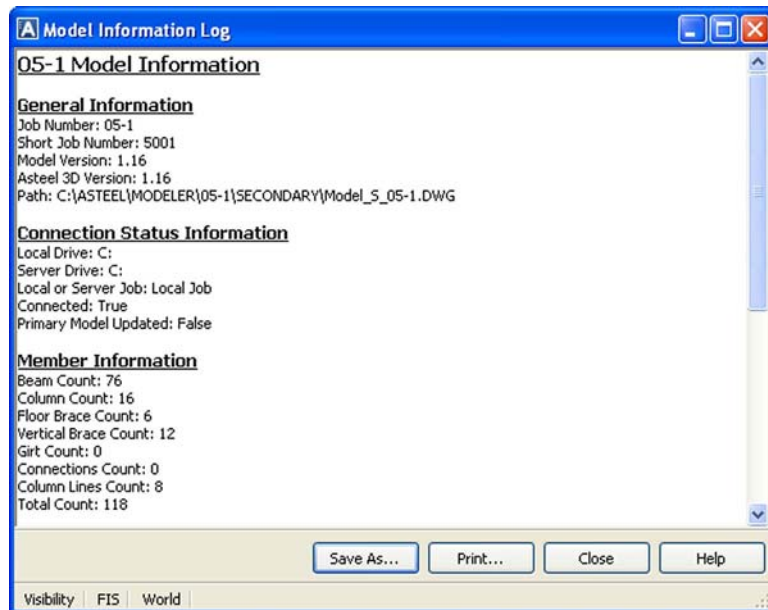 Model Information Log
05-1 Model Information
General Information
Job Number: 05-1
Short Job Number: 5001
Model Version: 1.16
Asteel 3D Version: 1.16
Path: C:\ASTEEL\MODELER\05-1\SECONDARY\Model_S_05-1.DWG
Connection Status Information
Local Drive: C:
Server Drive: C:
Local or Server Job: Local Job
Connected: True
Primary Model Updated: False
Member Information
Beam Count: 76
Column Count: 16
Floor Brace Count: 6
Vertical Brace Count: 12
Girt Count: 0
Connections Count: 0
Column Lines Count: 8
Total Count: 118
Save As... Print... Close Help
Visibility FIS World